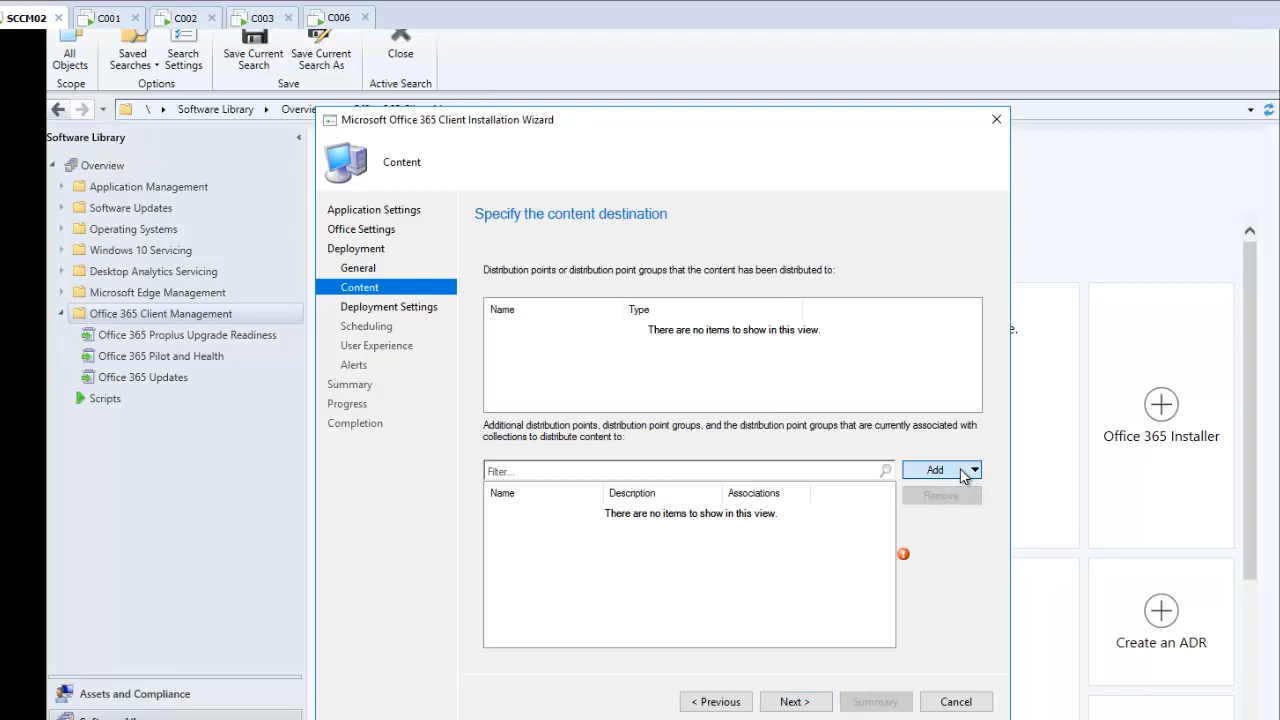 SCCM02
C001
C002
C003
C006
All
Objects
Saved
Searches
Search
Settings
Save Current
Search
Save Current
Search As
Close
Scope
Options
Save
Active Search
\
Software Library
Software Library
Overview
Application Management
Software Updates
Operating Systems
Windows 10 Servicing
Desktop Analytics Servicing
Microsoft Edge Management
Office 365 Client Management
Office 365 Proplus Upgrade Readiness
Office 365 Pilot and Health
Office 365 Updates
Scripts
Assets and Compliance
Microsoft Office 365 Client Installation Wizard
Content
Application Settings
Office Settings
Deployment
General
Content
Deployment Settings
Scheduling
User Experience
Alerts
Summary
Progress
Completion
Specify the content destination
Distribution points or distribution point groups that the content has been distributed to:
Name Type
There are no items to show in this view.
Additional distribution points, distribution point groups, and the distribution point groups that are currently associated with
collections to distribute content to:
Filter...
Add
Remove
Name Description Associations
There are no items to show in this view.
< Previous
Next >
Summary
Cancel
Office 365 Installer
Create an ADR